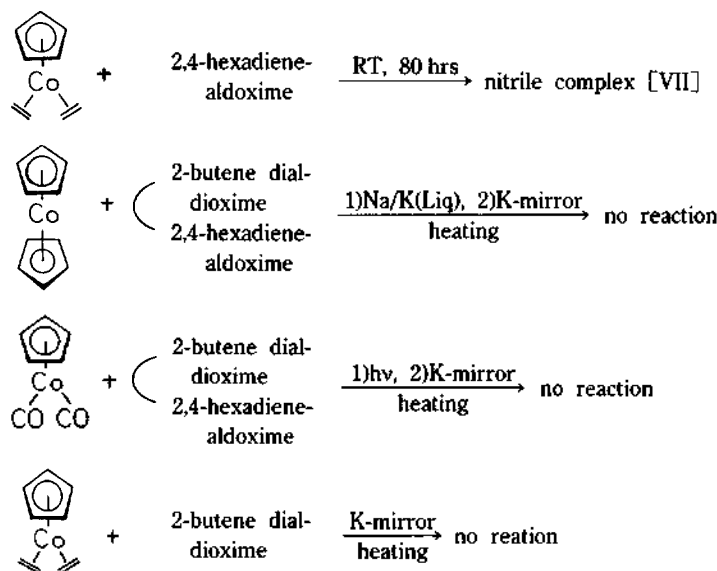 Co + 2,4-hexadiene-aldoxime RT, 80 hrs nitrile complex [VII]
Co + 2-butene dial-dioxime 2,4-hexadiene-aldoxime 1)Na/K(Liq), 2)K-mirror heating no reaction
Co CO CO + 2-butene dial-dioxime 2,4-hexadiene-aldoxime 1)hν, 2)K-mirror heating no reaction
Co + 2-butene dial-dioxime K-mirror heating no reation